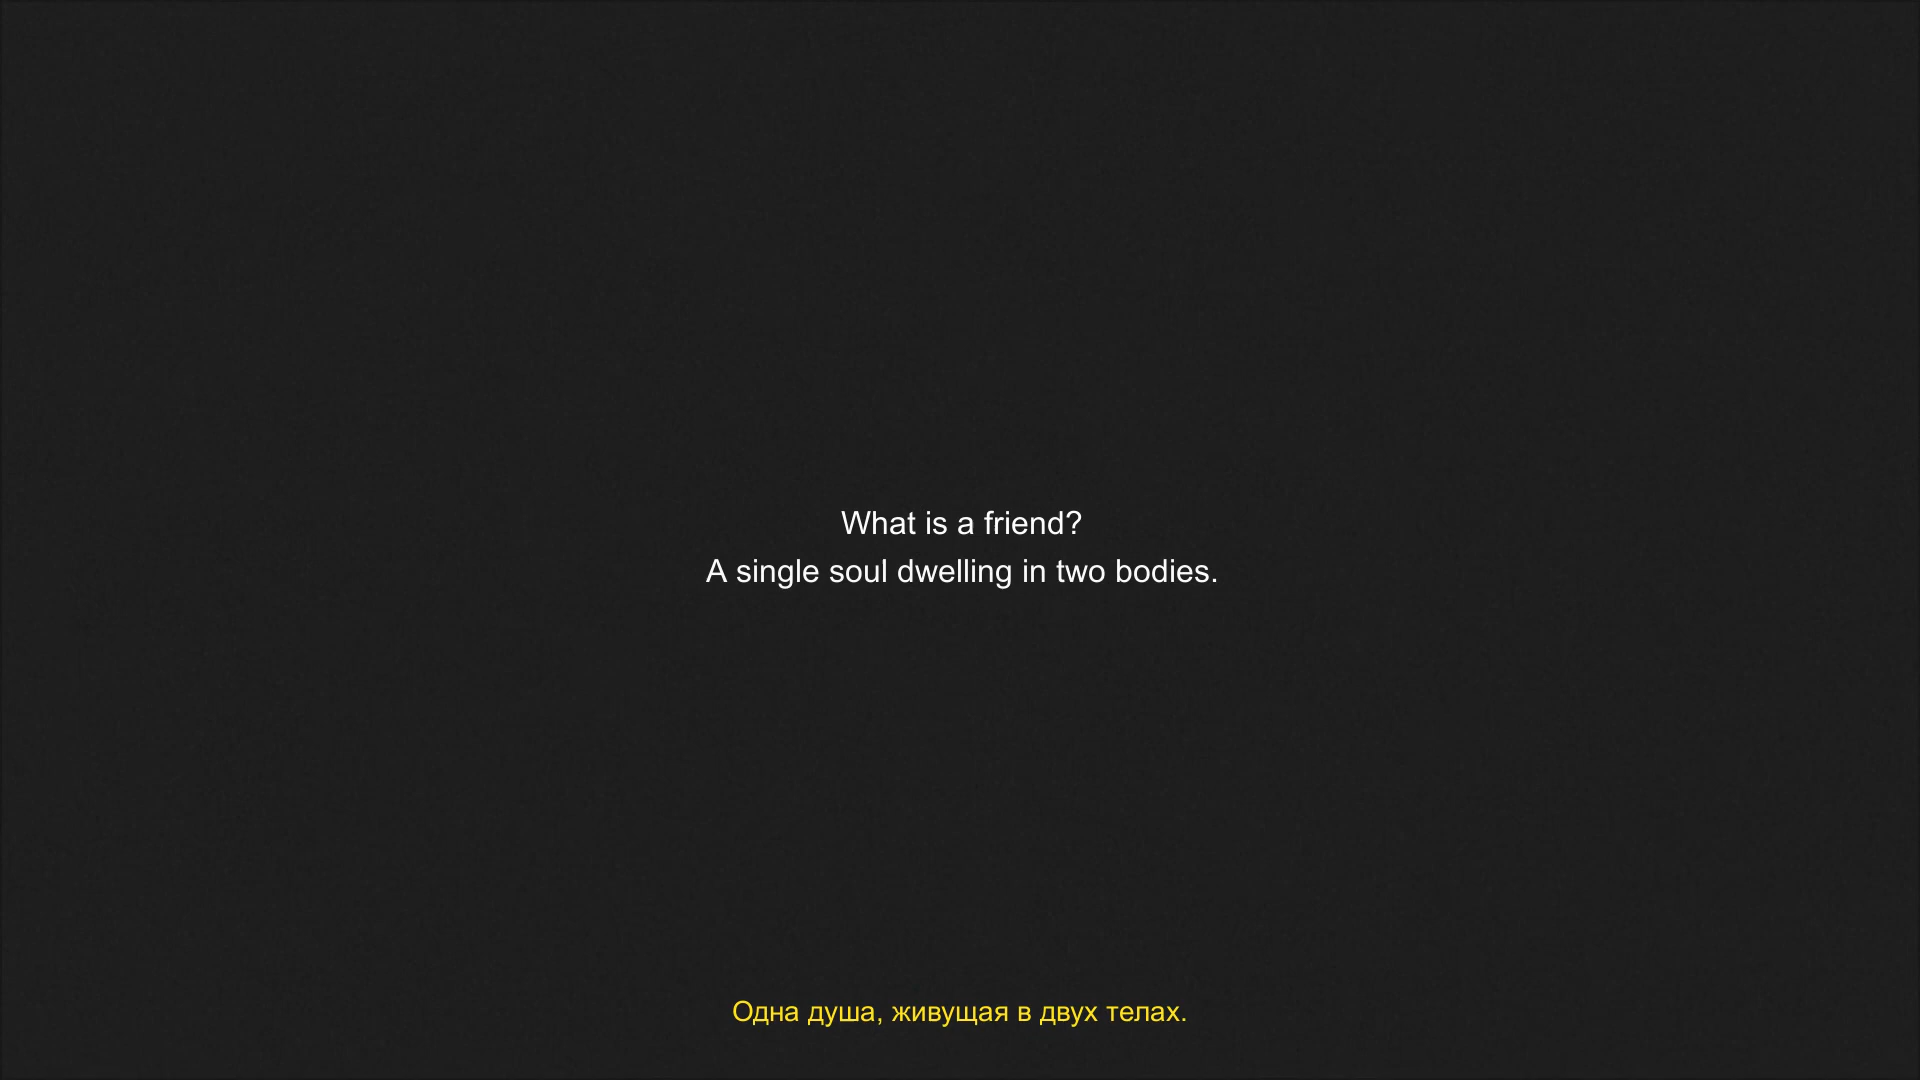 What is a friend?
A single soul dwelling in two bodies.
Одна душа, живущая в двух телах.